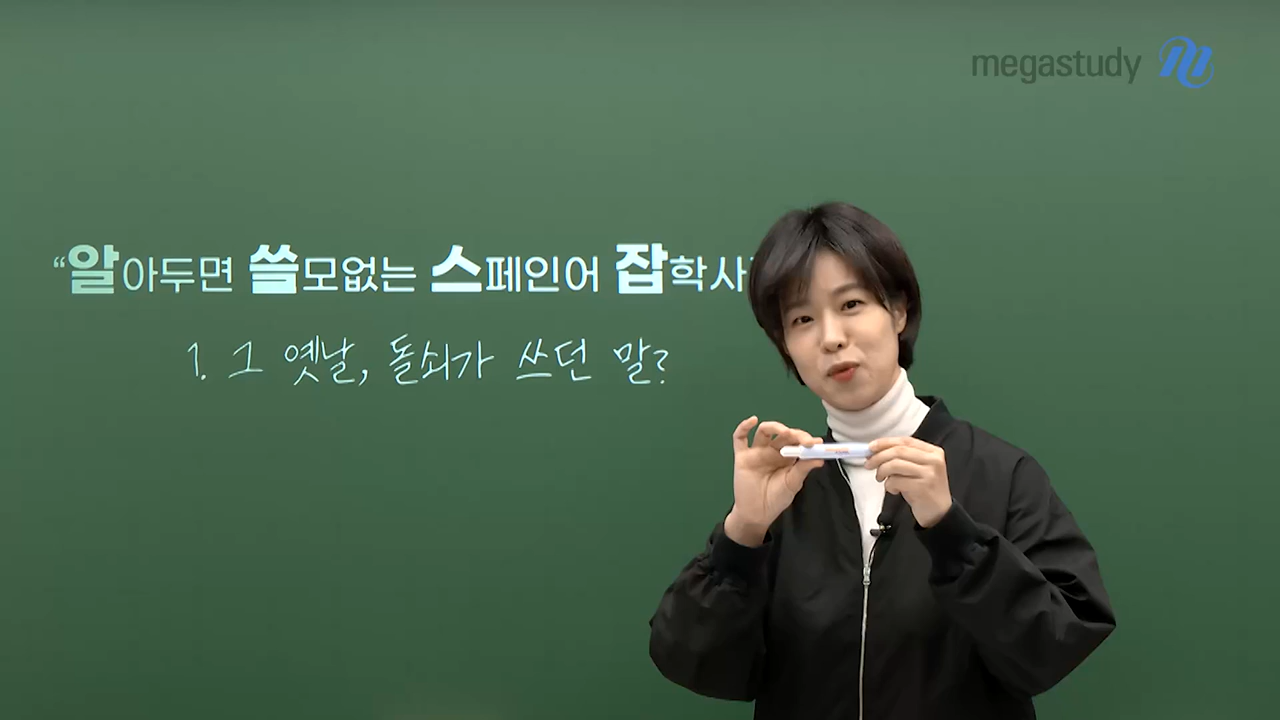 megastudy
“알아두면 쓸모없는 스페인어 잡학사
1. 그 옛날, 돌쇠가 쓰던 말?